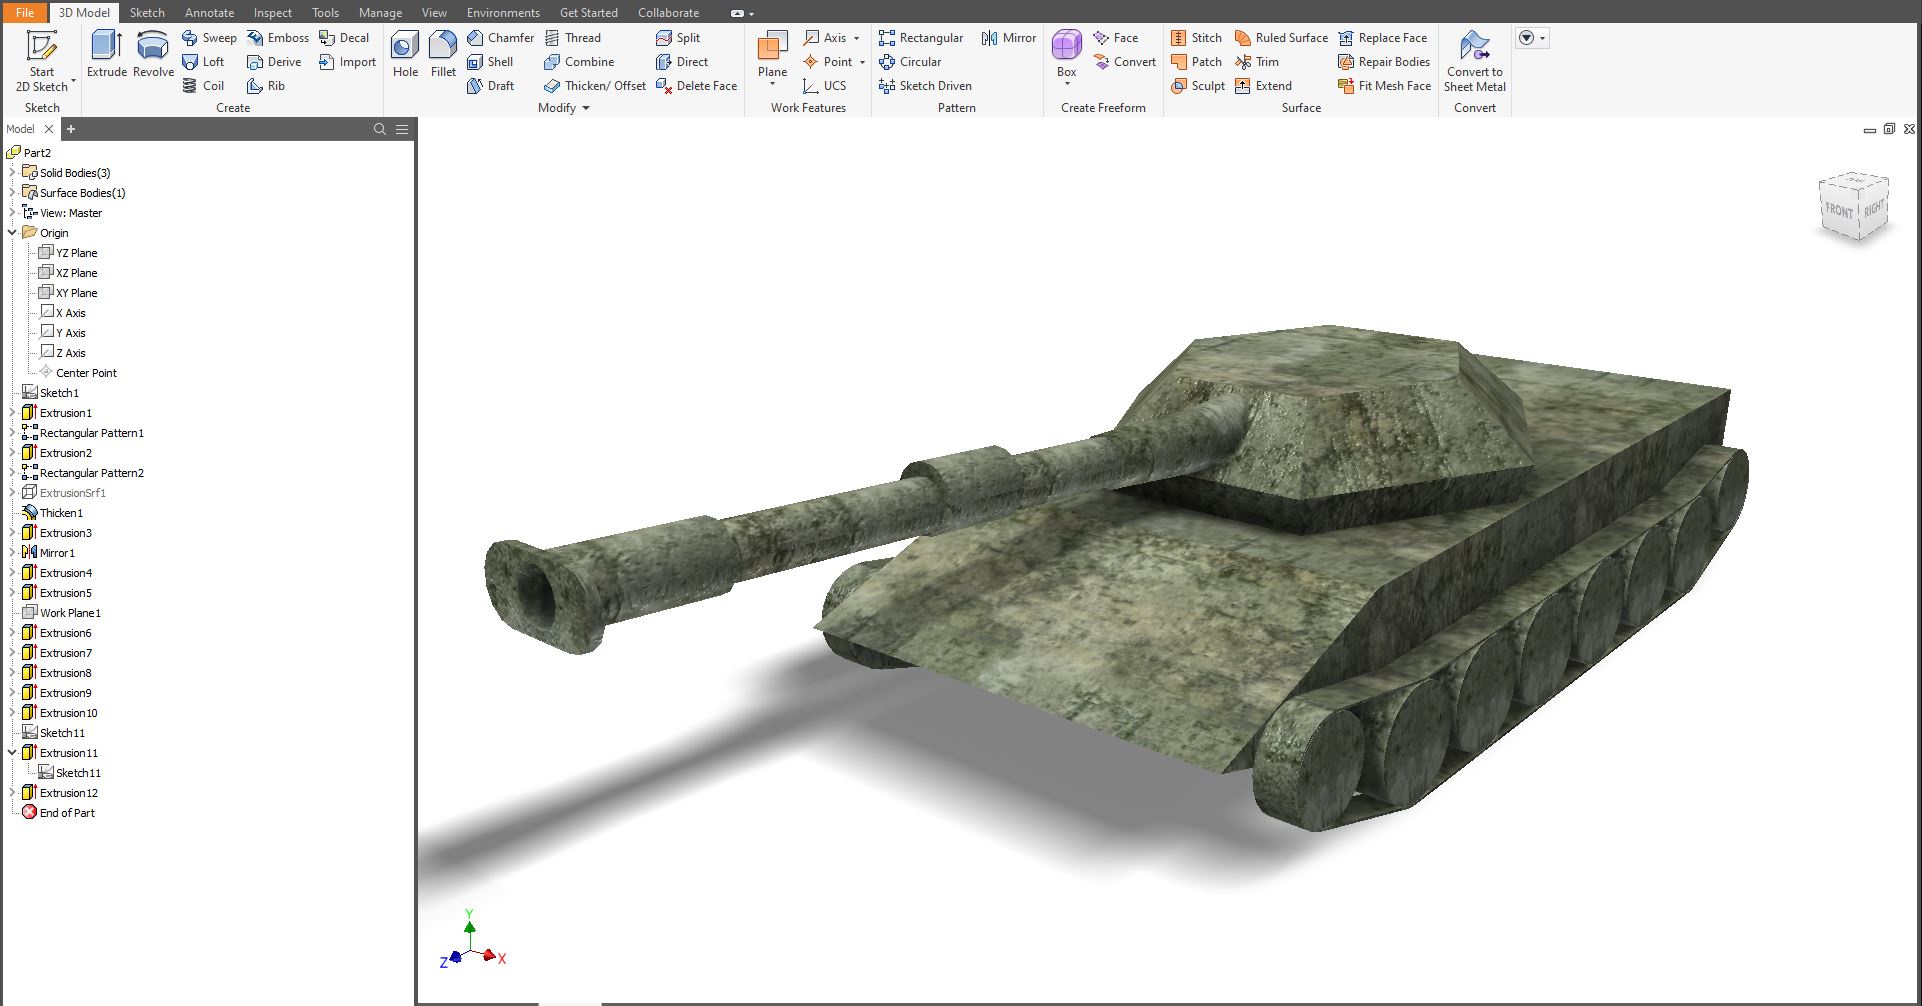 File 3D Model Sketch Annotate Inspect Tools Manage View Environments Get Started Collaborate
Start
2D Sketch
Sketch
Extrude
Revolve
Sweep
Loft
Coil
Emboss
Derive
Rib
Decal
Import
Create
Hole
Fillet
Chamfer
Shell
Draft
Thread
Combine
Thicken/ Offset
Split
Direct
Delete Face
Modify
Plane
Axis
Point
UCS
Work Features
Rectangular
Circular
Sketch Driven
Mirror
Pattern
Box
Face
Convert
Create Freeform
Stitch
Patch
Sculpt
Ruled Surface
Trim
Extend
Replace Face
Repair Bodies
Fit Mesh Face
Surface
Convert to
Sheet Metal
Convert
Model
Part2
Solid Bodies(3)
Surface Bodies(1)
View: Master
Origin
YZ Plane
XZ Plane
XY Plane
X Axis
Y Axis
Z Axis
Center Point
Sketch1
Extrusion1
Rectangular Pattern1
Extrusion2
Rectangular Pattern2
ExtrusionSrf1
Thicken1
Extrusion3
Mirror1
Extrusion4
Extrusion5
Work Plane1
Extrusion6
Extrusion7
Extrusion8
Extrusion9
Extrusion10
Sketch11
Extrusion11
Sketch11
Extrusion12
End of Part
FRONT RIGHT
Y
Z X